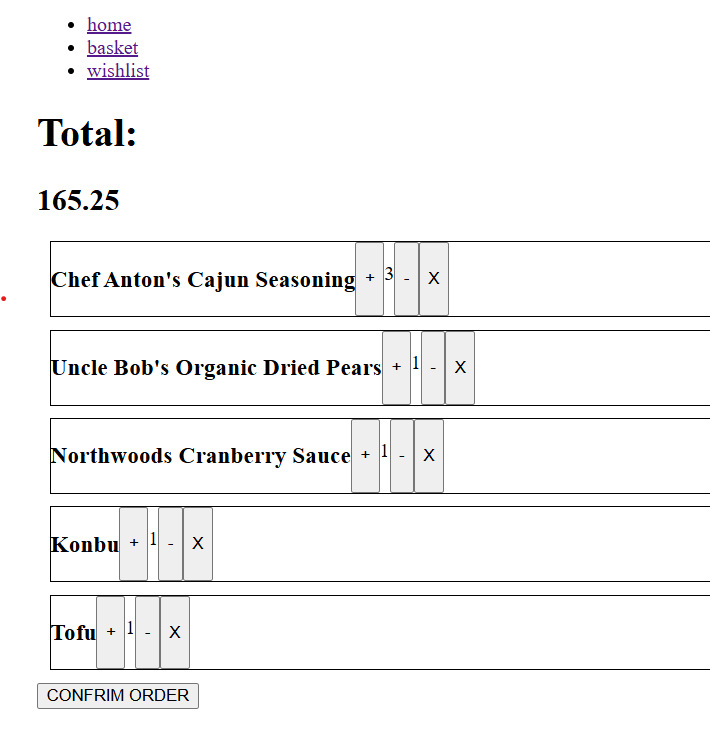 home
basket
wishlist
Total:
165.25
Chef Anton's Cajun Seasoning + 3 - X
Uncle Bob's Organic Dried Pears + 1 - X
Northwoods Cranberry Sauce + 1 - X
Konbu + 1 - X
Tofu + 1 - X
CONFRIM ORDER